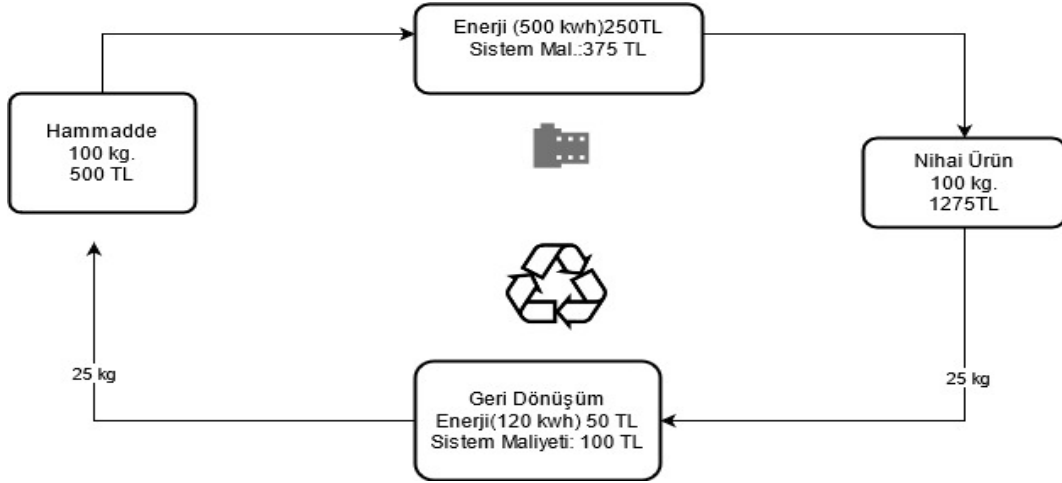 Enerji (500 kwh)250TL
Sistem Mal.:375 TL
Hammadde
100 kg.
500 TL
Nihai Ürün
100 kg.
1275TL
25 kg
25 kg
Geri Dönüşüm
Enerji(120 kwh) 50 TL
Sistem Maliyeti: 100 TL